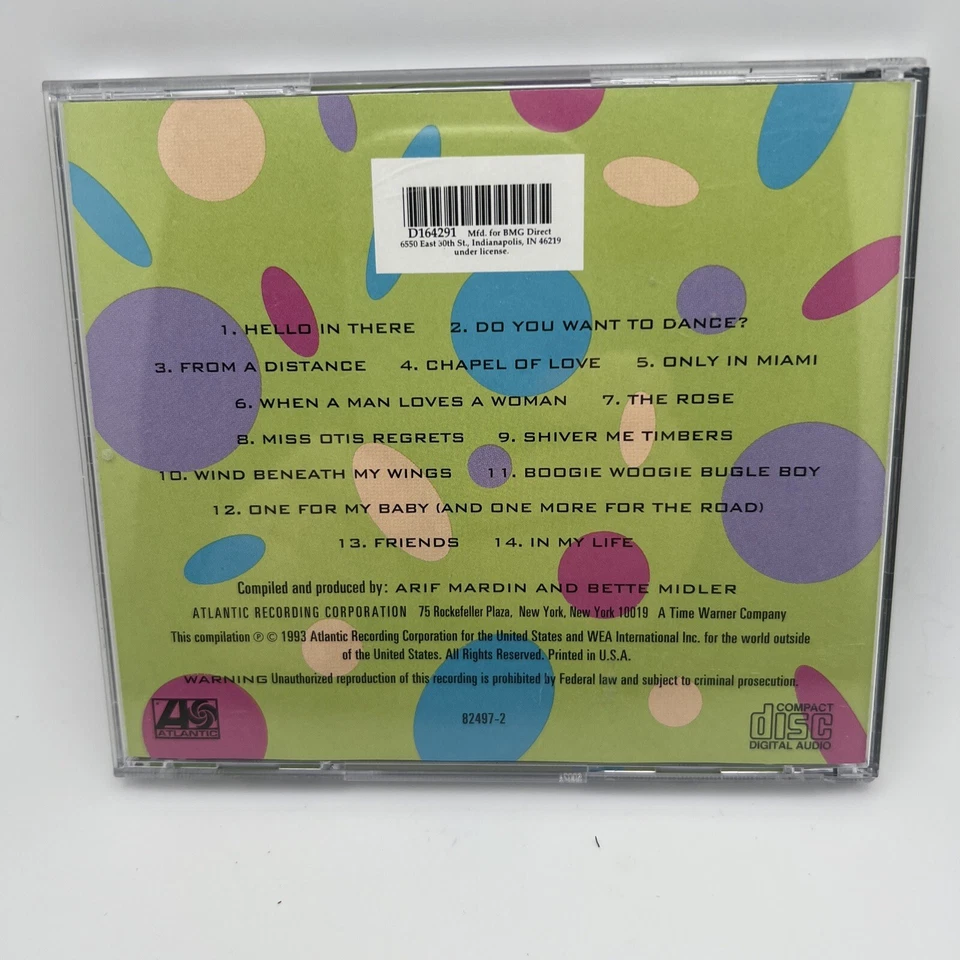 D164291 Mfd. for BMG Direct
6550 East 30th St., Indianapolis, IN 46219
under license.
1. HELLO IN THERE 2. DO YOU WANT TO DANCE?
3. FROM A DISTANCE 4. CHAPEL OF LOVE 5. ONLY IN MIAMI
6. WHEN A MAN LOVES A WOMAN 7. THE ROSE
8. MISS OTIS REGRETS 9. SHIVER ME TIMBERS
10. WIND BENEATH MY WINGS 11. BOOGIE WOOGIE BUGLE BOY
12. ONE FOR MY BABY (AND ONE MORE FOR THE ROAD)
13. FRIENDS 14. IN MY LIFE
Compiled and produced by: ARIF MARDIN AND BETTE MIDLER
ATLANTIC RECORDING CORPORATION 75 Rockefeller Plaza, New York, New York 10019 A Time Warner Company
This compilation ℗ © 1993 Atlantic Recording Corporation for the United States and WEA International Inc. for the world outside
of the United States. All Rights Reserved. Printed in U.S.A.
WARNING Unauthorized reproduction of this recording is prohibited by Federal law and subject to criminal prosecution.
ATLANTIC
82497-2
COMPACT
disc
DIGITAL AUDIO